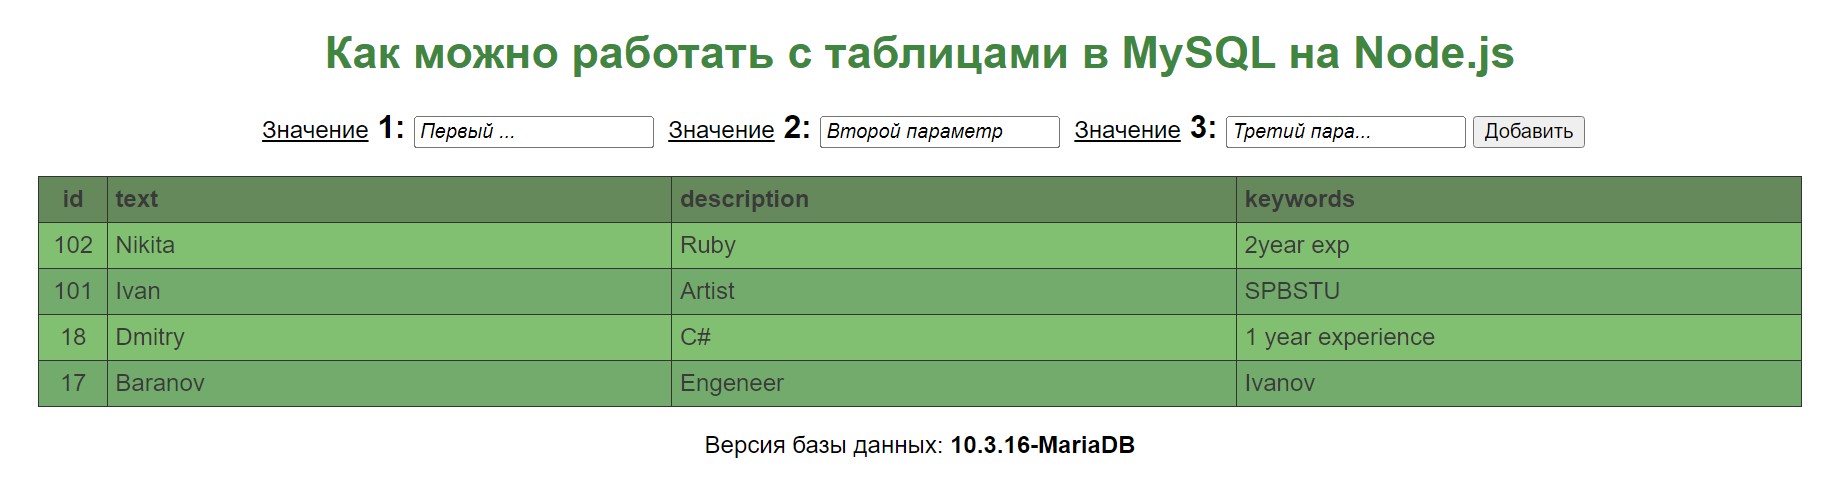 Как можно работать с таблицами в MySQL на Node.js
Значение 1: Первый ... Значение 2: Второй параметр Значение 3: Третий пара... Добавить
id text description keywords
102 Nikita Ruby 2year exp
101 Ivan Artist SPBSTU
18 Dmitry C# 1 year experience
17 Baranov Engeneer Ivanov
Версия базы данных: 10.3.16-MariaDB